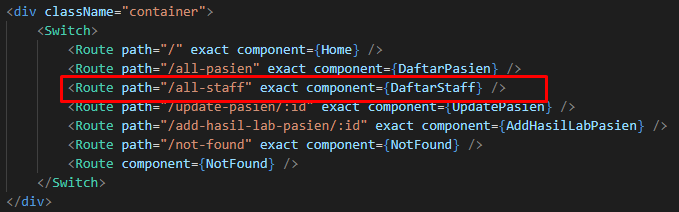 <div className="container">
<Switch>
<Route path="/" exact component={Home} />
<Route path="/all-pasien" exact component={DaftarPasien} />
<Route path="/all-staff" exact component={DaftarStaff} />
<Route path="/update-pasien/:id" exact component={UpdatePasien} />
<Route path="/add-hasil-lab-pasien/:id" exact component={AddHasilLabPasien} />
<Route path="/not-found" exact component={NotFound} />
<Route component={NotFound} />
</Switch>
</div>